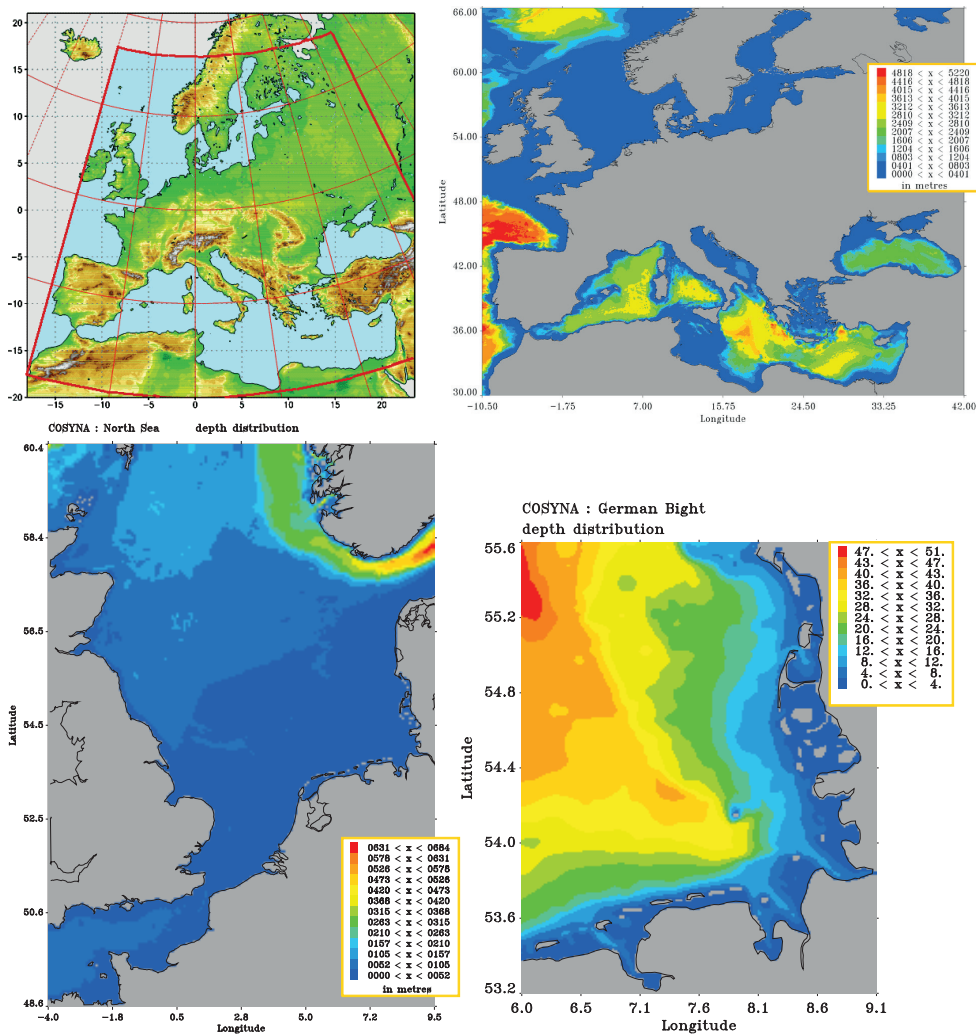 20
15
10
5
0
−5
−10
−15
−20
−15
−10
−5
0
5
10
15
20
66.00
60.00
54.00
48.00
42.00
36.00
30.00
Latitude
−10.50
−1.75
7.00
15.75
24.50
33.25
42.00
Longitude
4818 < x < 5220
4416 < x < 4818
4015 < x < 4416
3613 < x < 4015
3212 < x < 3613
2810 < x < 3212
2409 < x < 2810
2007 < x < 2409
1606 < x < 2007
1204 < x < 1606
0803 < x < 1204
0401 < x < 0803
0000 < x < 0401
in metres
COSYNA : North Sea depth distribution
60.4
58.4
56.5
54.5
52.5
50.6
48.6
Latitude
−4.0
−1.8
0.5
2.8
5.0
7.2
9.5
Longitude
0631 < x < 0684
0578 < x < 0631
0526 < x < 0578
0473 < x < 0526
0420 < x < 0473
0368 < x < 0420
0315 < x < 0368
0263 < x < 0315
0210 < x < 0263
0157 < x < 0210
0105 < x < 0157
0052 < x < 0105
0000 < x < 0052
in metres
COSYNA : German Bight
depth distribution
55.6
55.2
54.8
54.4
54.0
53.6
53.2
Latitude
6.0
6.5
7.1
7.6
8.1
8.6
9.1
Longitude
47. < x < 51.
43. < x < 47.
40. < x < 43.
36. < x < 40.
32. < x < 36.
28. < x < 32.
24. < x < 28.
20. < x < 24.
16. < x < 20.
12. < x < 16.
8. < x < 12.
4. < x < 8.
0. < x < 4.